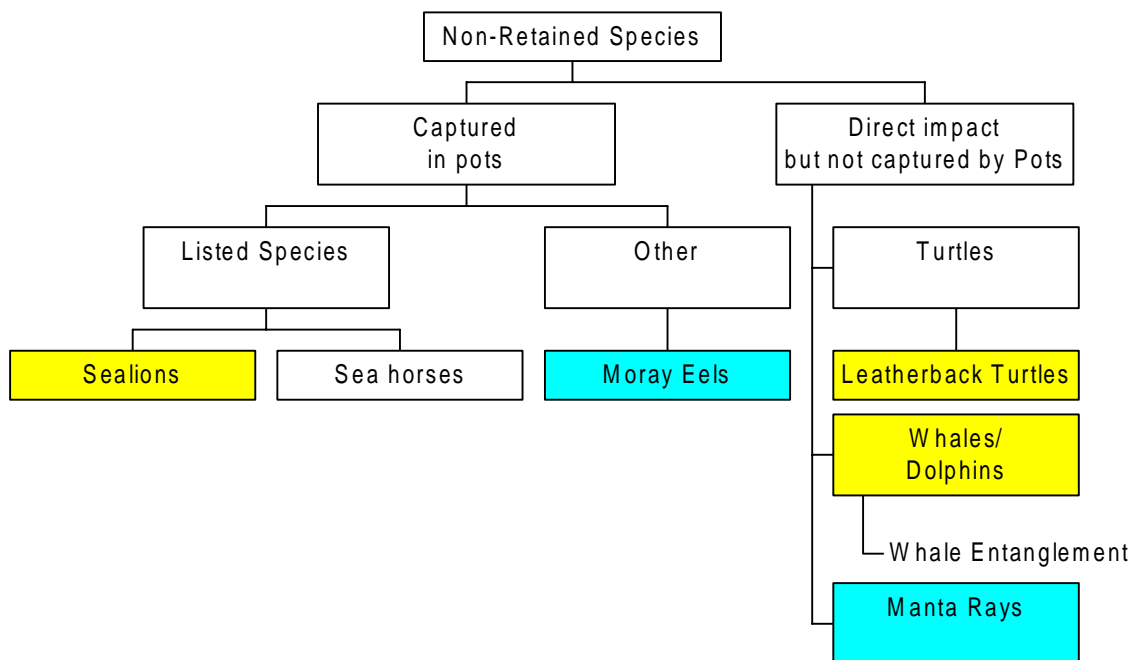 Non-Retained Species
Captured
in pots
Direct impact
but not captured by Pots
Listed Species
Other
Turtles
Sealions
Sea horses
Moray Eels
Leatherback Turtles
Whales/
Dolphins
Whale Entanglement
Manta Rays